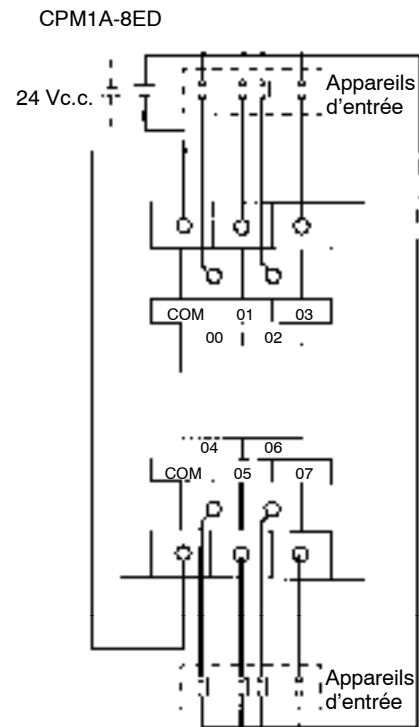 CPM1A-8ED
24 Vc.c.
Appareils
d'entrée
COM 01 03
00 02
04 06
COM 05 07
Appareils
d'entrée